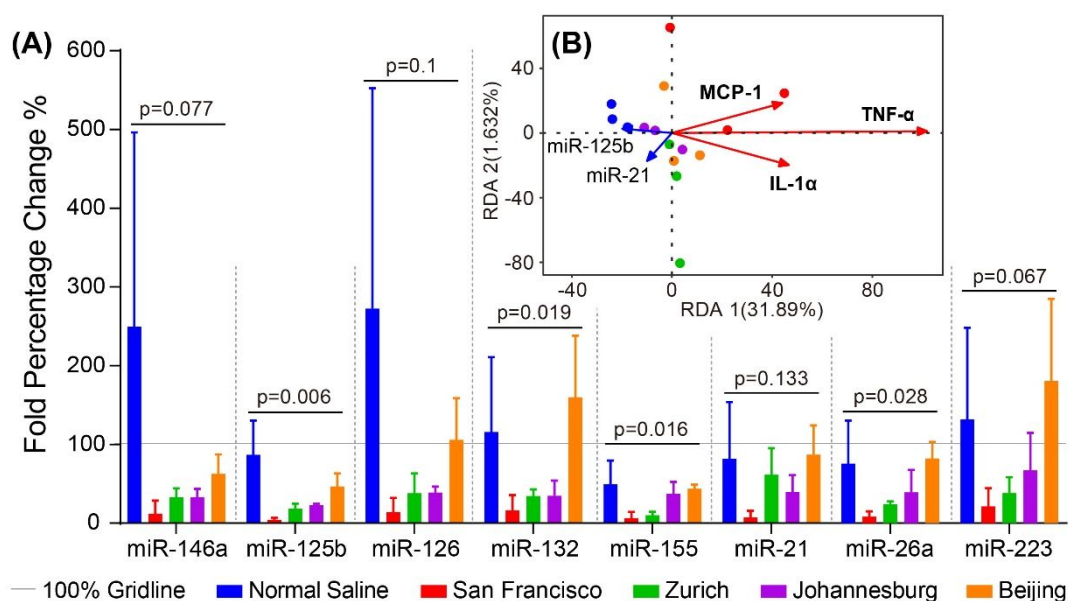 (A)
Fold Percentage Change %
600
500
400
300
200
100
0
p=0.077
p=0.006
p=0.1
p=0.019
p=0.016
p=0.133
p=0.028
p=0.067
miR-146a
miR-125b
miR-126
miR-132
miR-155
miR-21
miR-26a
miR-223
(B)
RDA 2(1.632%)
40
0
-40
-80
MCP-1
TNF-α
IL-1α
miR-125b
miR-21
-40
0
40
80
RDA 1(31.89%)
100% Gridline
Normal Saline
San Francisco
Zurich
Johannesburg
Beijing